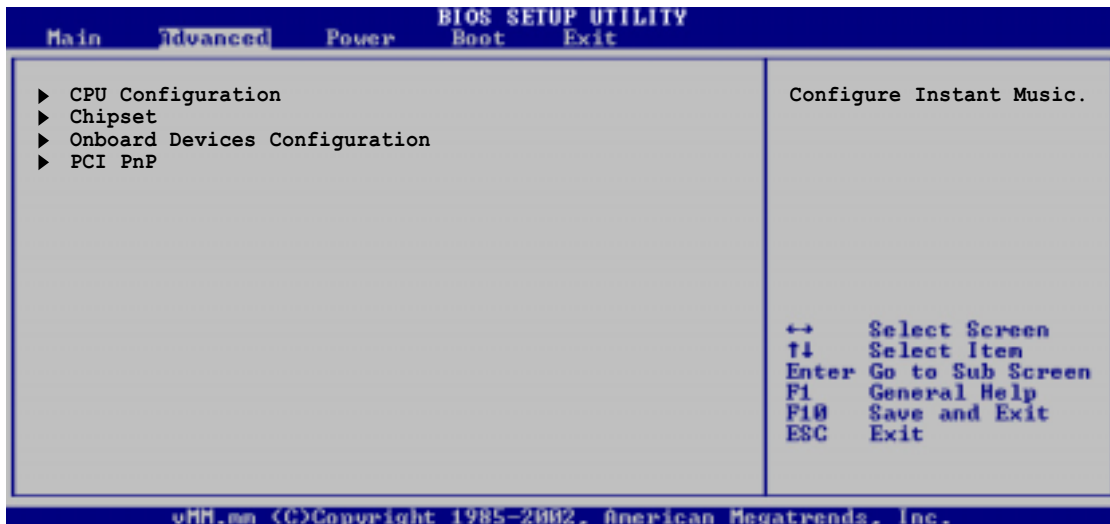 BIOS SETUP UTILITY
Main Advanced Power Boot Exit
▶ CPU Configuration
▶ Chipset
▶ Onboard Devices Configuration
▶ PCI PnP
Configure Instant Music.
↔ Select Screen
↑↓ Select Item
Enter Go to Sub Screen
F1 General Help
F10 Save and Exit
ESC Exit
vMM.mm (C)Copyright 1985-2002, American Megatrends, Inc.